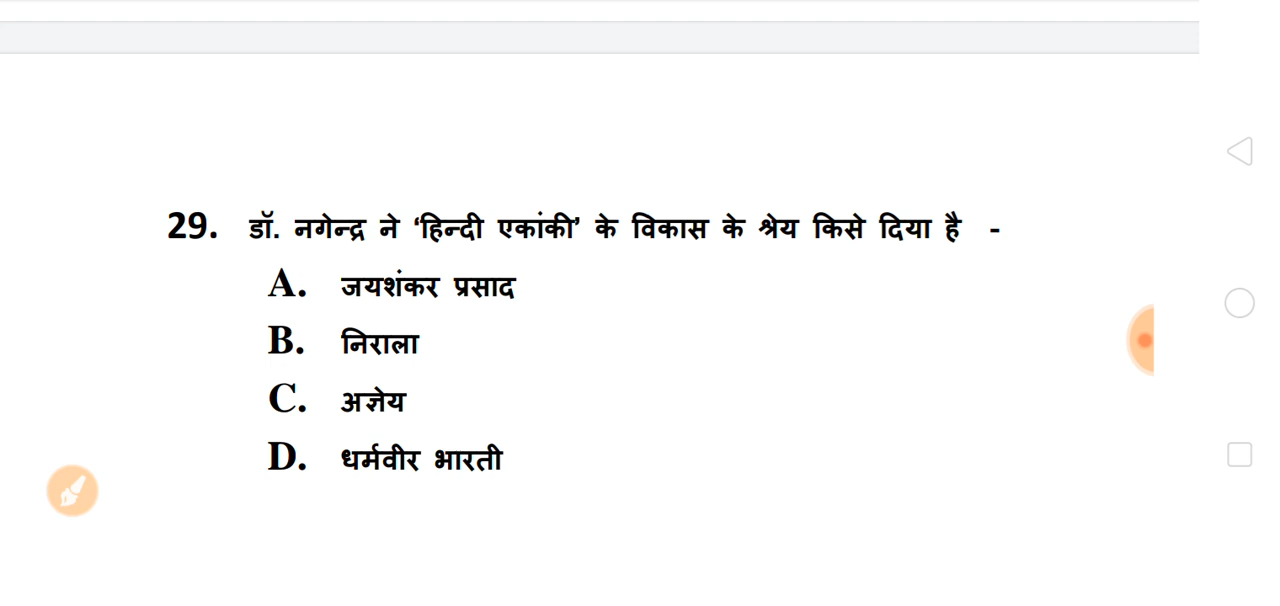 29. डॉ. नगेन्द्र ने ‘हिन्दी एकांकी’ के विकास के श्रेय किसे दिया है -
A. जयशंकर प्रसाद
B. निराला
C. अज्ञेय
D. धर्मवीर भारती